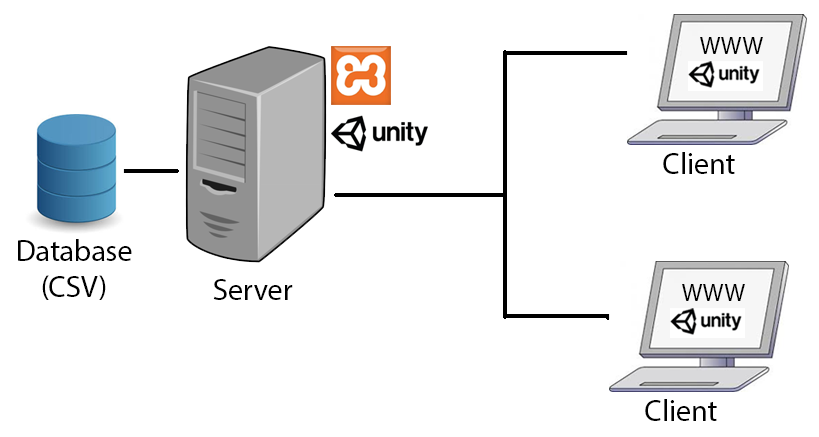 Database
(CSV)
Server
unity
WWW
unity
Client
WWW
unity
Client